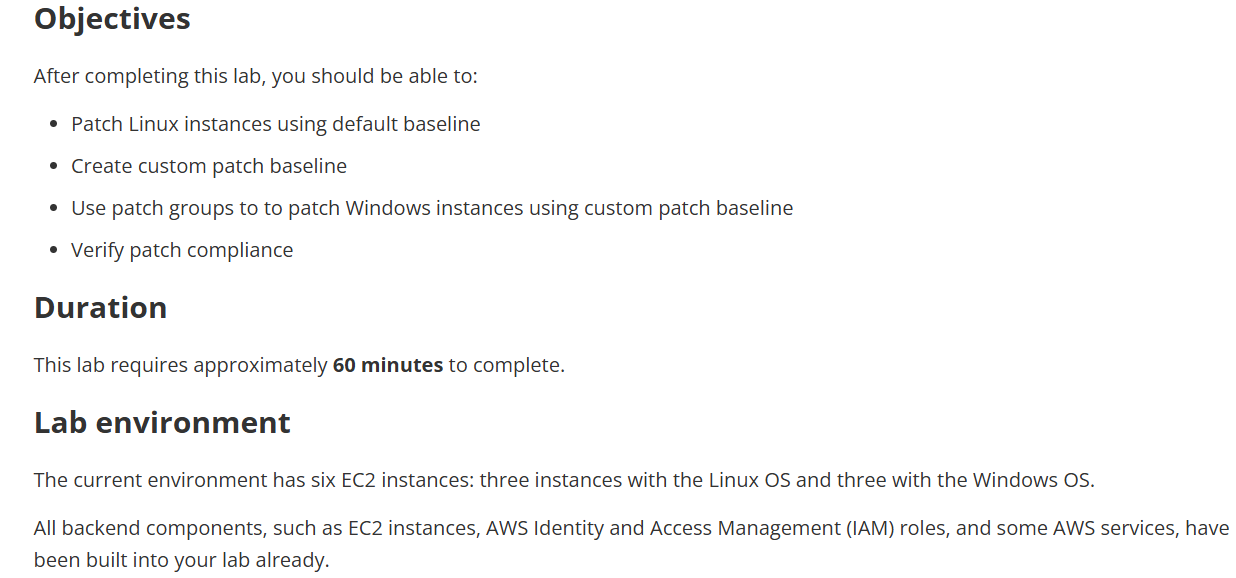 Objectives
After completing this lab, you should be able to:
• Patch Linux instances using default baseline
• Create custom patch baseline
• Use patch groups to to patch Windows instances using custom patch baseline
• Verify patch compliance
Duration
This lab requires approximately 60 minutes to complete.
Lab environment
The current environment has six EC2 instances: three instances with the Linux OS and three with the Windows OS.
All backend components, such as EC2 instances, AWS Identity and Access Management (IAM) roles, and some AWS services, have
been built into your lab already.